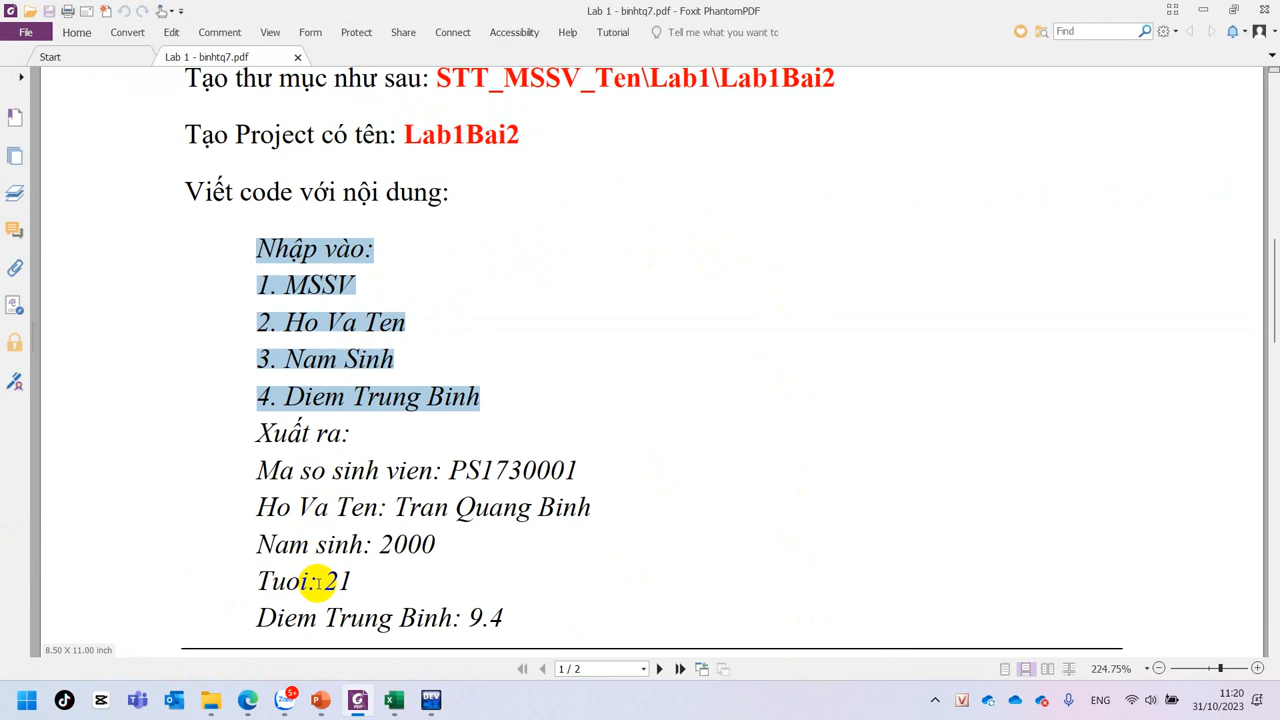 Lab 1 - binhtq7.pdf - Foxit PhantomPDF
File Home Convert Edit Comment View Form Protect Share Connect Accessibility Help Tutorial Tell me what you want to Find
Start Lab 1 - binhtq7.pdf
Tạo thư mục như sau: STT_MSSV_Ten\Lab1\Lab1Bai2
Tạo Project có tên: Lab1Bai2
Viết code với nội dung:
Nhập vào:
1. MSSV
2. Ho Va Ten
3. Nam Sinh
4. Diem Trung Binh
Xuất ra:
Ma so sinh vien: PS1730001
Ho Va Ten: Tran Quang Binh
Nam sinh: 2000
Tuoi: 21
Diem Trung Binh: 9.4
8.50 X 11.00 inch
1 / 2
224.75%
5+
DEV
ENG
11:20
31/10/2023